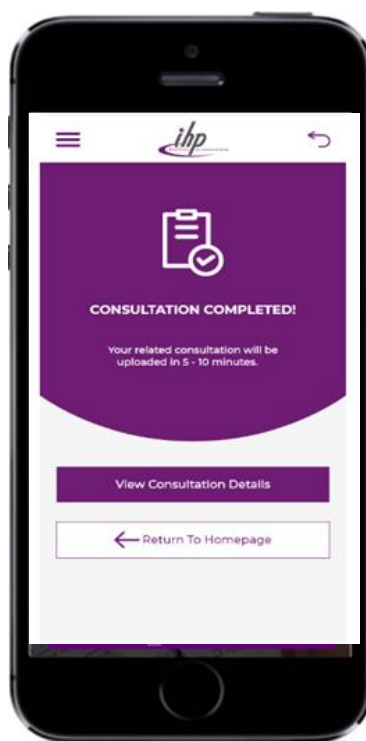 ihp
CONSULTATION COMPLETED!
Your related consultation will be
uploaded in 5 - 10 minutes.
View Consultation Details
Return To Homepage